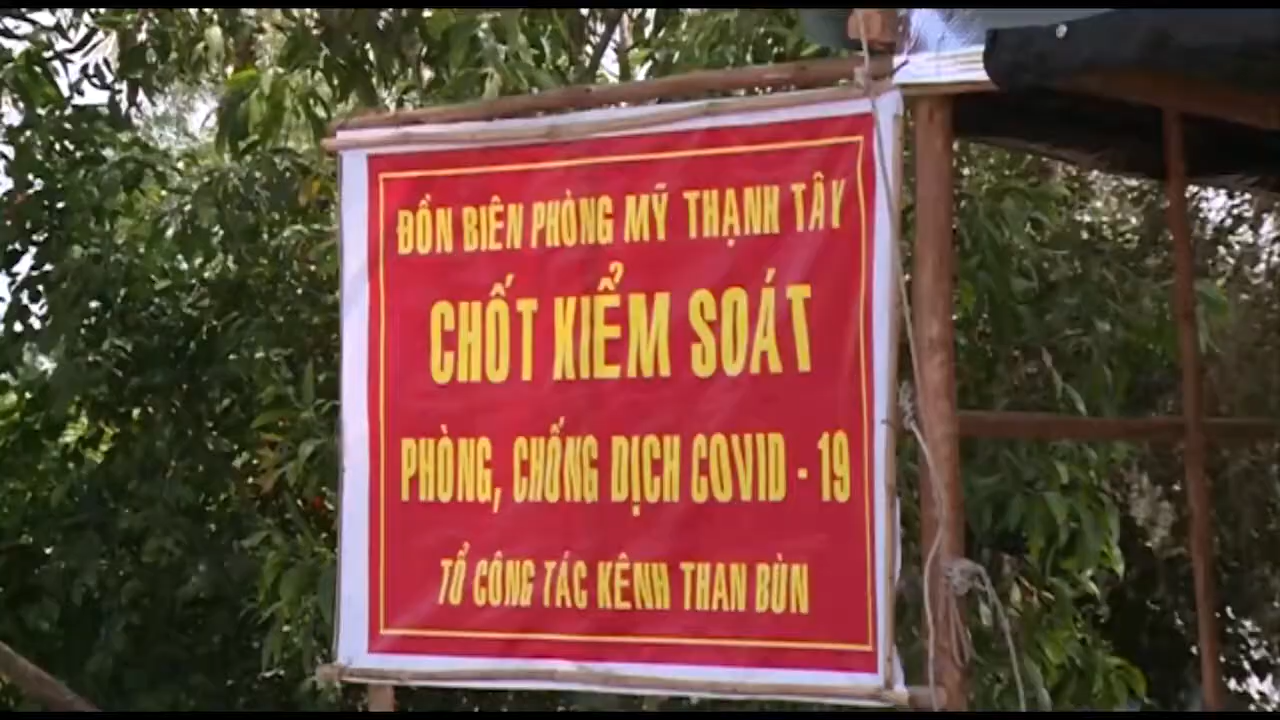 ĐỒN BIÊN PHÒNG MỸ THẠNH TÂY
CHỐT KIỂM SOÁT
PHÒNG, CHỐNG DỊCH COVID - 19
TỔ CÔNG TÁC KÊNH THAN BÙN